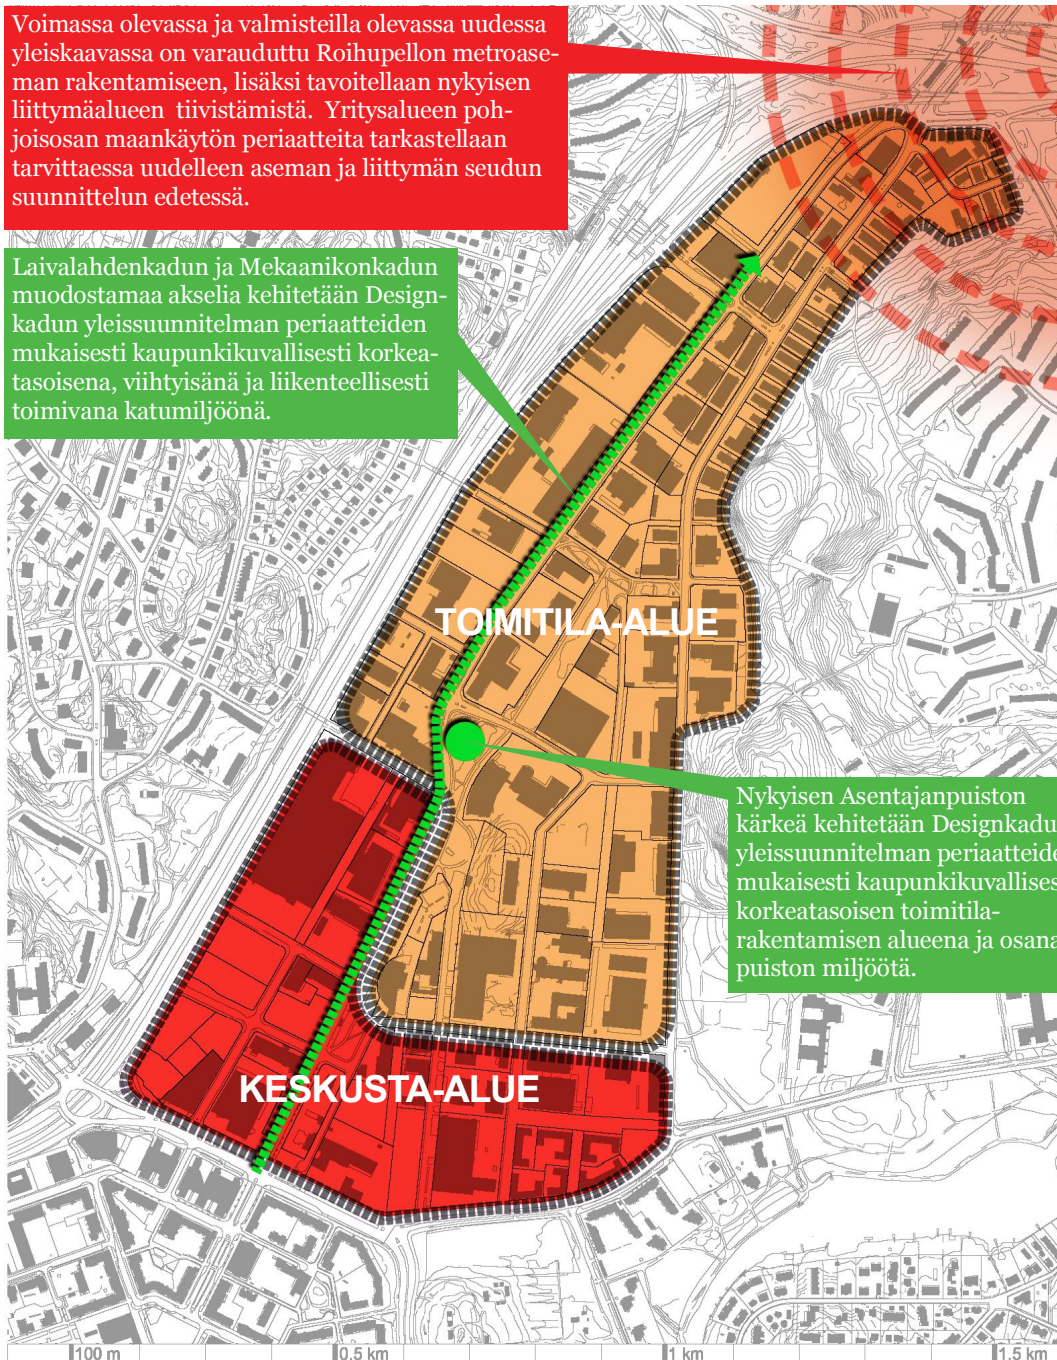 Voimassa olevassa ja valmisteilla olevassa uudessa
yleiskaavassa on varauduttu Roihupellon metroase-
man rakentamiseen, lisäksi tavoitellaan nykyisen
liittymäalueen tiivistämistä. Yritysalueen poh-
joisosan maankäytön periaatteita tarkastellaan
tarvittaessa uudelleen aseman ja liittymän seudun
suunnittelun edetessä.
Laivalahdenkadun ja Mekaanikonkadun
muodostamaa akselia kehitetään Design-
kadun yleissuunnitelman periaatteiden
mukaisesti kaupunkikuvallisesti korkea-
tasoisena, viihtyisänä ja liikenteellisesti
toimivana katumiljöönä.
TOIMITILA-ALUE
Nykyisen Asentajanpuiston
kärkeä kehitetään Designkadu
yleissuunnitelman periaatteide
mukaisesti kaupunkikuvallises
korkeatasoisen toimitila-
rakentamisen alueena ja osana
puiston miljöötä.
KESKUSTA-ALUE
100 m 0.5 km 1 km 1.5 km